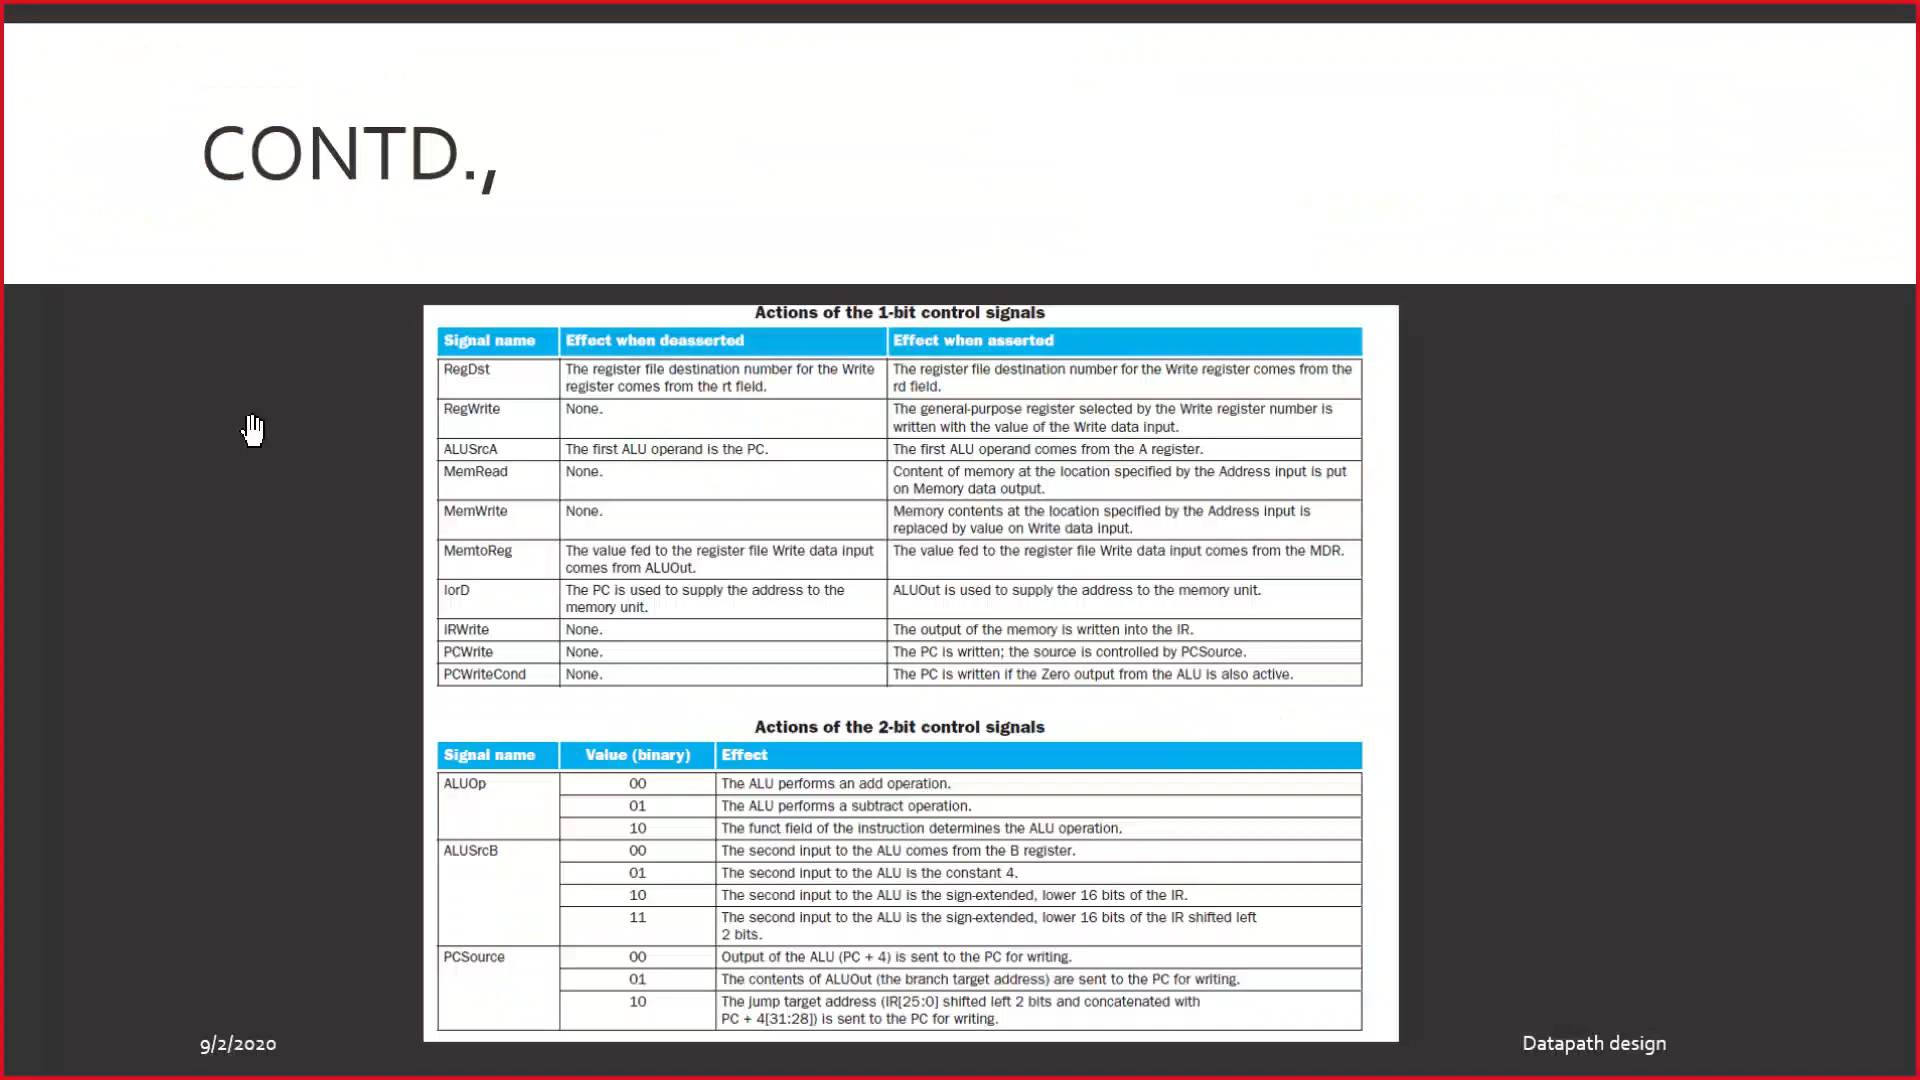 CONTD.,
Actions of the 1-bit control signals
Signal name Effect when deasserted Effect when asserted
RegDst The register file destination number for the Write The register file destination number for the Write register comes from the
register comes from the rt field. rd field.
RegWrite None. The general-purpose register selected by the Write register number is
written with the value of the Write data input.
ALUSrcA The first ALU operand is the PC. The first ALU operand comes from the A register.
MemRead None. Content of memory at the location specified by the Address input is put
on Memory data output.
MemWrite None. Memory contents at the location specified by the Address input is
replaced by value on Write data input.
MemtoReg The value fed to the register file Write data input The value fed to the register file Write data input comes from the MDR.
comes from ALUOut.
IorD The PC is used to supply the address to the ALUOut is used to supply the address to the memory unit.
memory unit.
IRWrite None. The output of the memory is written into the IR.
PCWrite None. The PC is written; the source is controlled by PCSource.
PCWriteCond None. The PC is written if the Zero output from the ALU is also active.
Actions of the 2-bit control signals
Signal name Value (binary) Effect
ALUOp 00 The ALU performs an add operation.
01 The ALU performs a subtract operation.
10 The funct field of the instruction determines the ALU operation.
ALUSrcB 00 The second input to the ALU comes from the B register.
01 The second input to the ALU is the constant 4.
10 The second input to the ALU is the sign-extended, lower 16 bits of the IR.
11 The second input to the ALU is the sign-extended, lower 16 bits of the IR shifted left
2 bits.
PCSource 00 Output of the ALU (PC + 4) is sent to the PC for writing.
01 The contents of ALUOut (the branch target address) are sent to the PC for writing.
10 The jump target address (IR[25:0] shifted left 2 bits and concatenated with
PC + 4[31:28]) is sent to the PC for writing.
9/2/2020 Datapath design